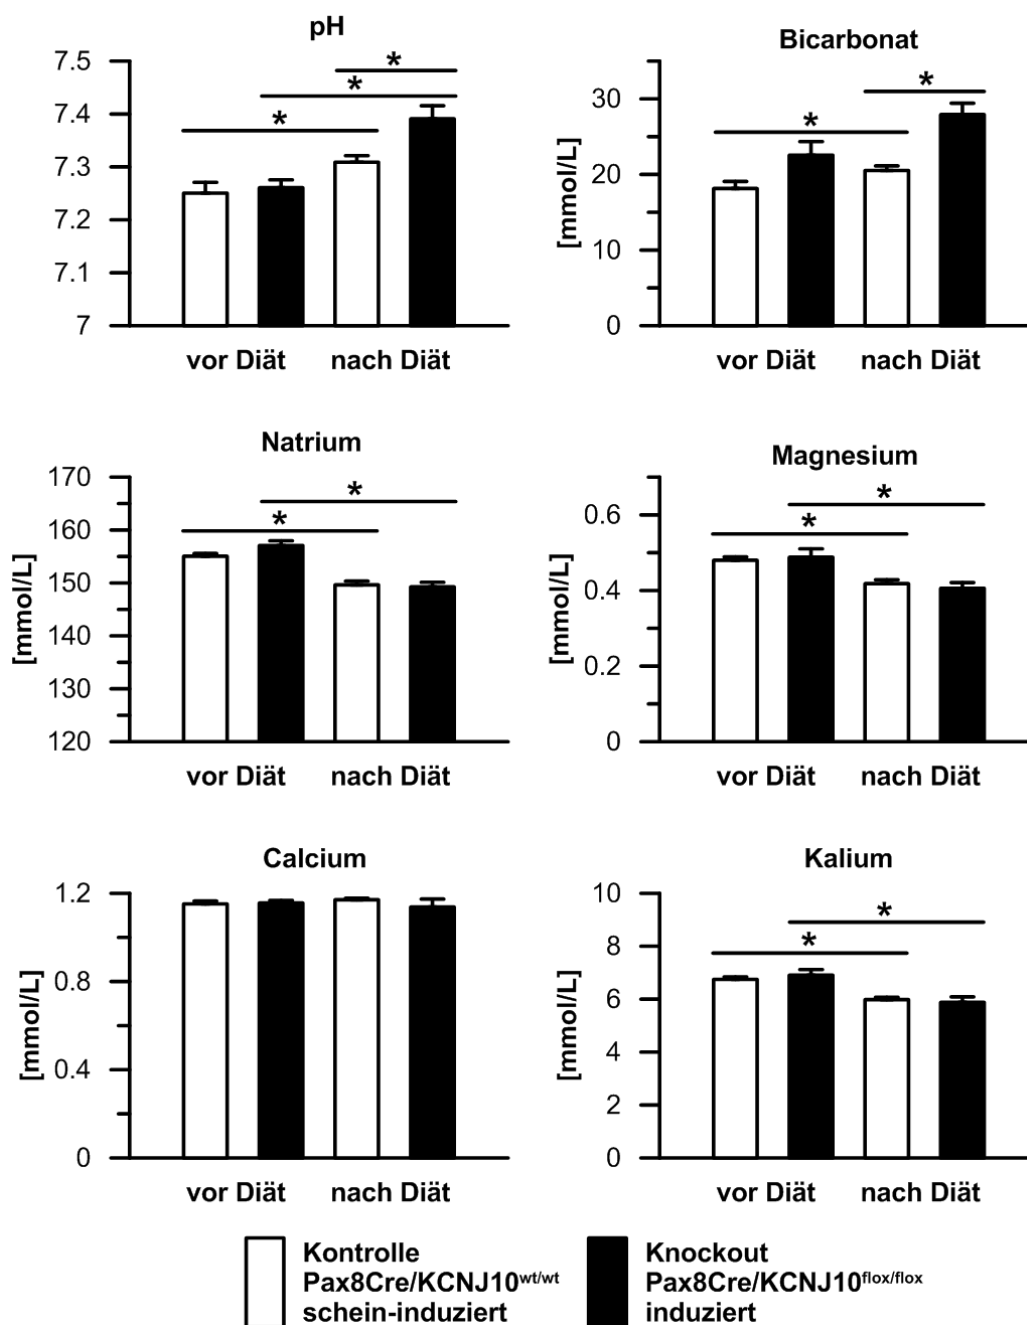 pH
7.5
7.4
7.3
7.2
7.1
7
*
*
*
vor Diät nach Diät
Bicarbonat
[mmol/L]
30
20
10
0
*
*
vor Diät nach Diät
Natrium
[mmol/L]
170
160
150
140
130
120
*
*
vor Diät nach Diät
Magnesium
[mmol/L]
0.6
0.4
0.2
0
*
*
vor Diät nach Diät
Calcium
[mmol/L]
1.2
0.8
0.4
0
vor Diät nach Diät
Kalium
[mmol/L]
10
8
6
4
2
0
*
*
vor Diät nach Diät
Kontrolle
Pax8Cre/KCNJ10wt/wt
schein-induziert
Knockout
Pax8Cre/KCNJ10flox/flox
induziert